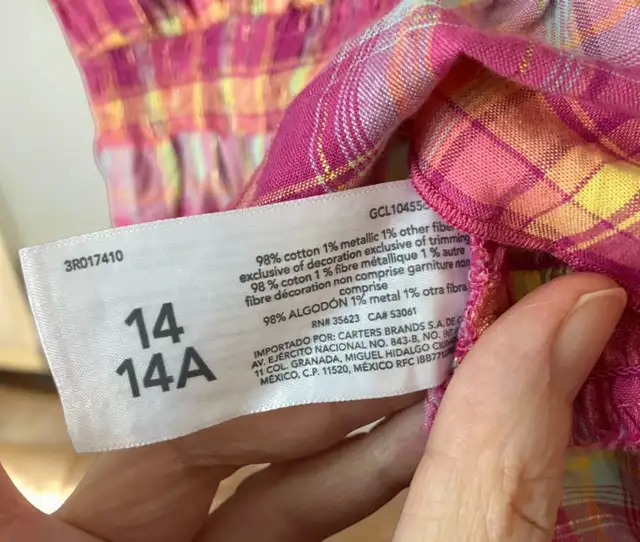 3R017410
14
14A
98% cotton 1% metallic 1% other fiber
exclusive of decoration exclusive of trimming
98 % coton 1 % fibre métallique 1 % autre
fibre décoration non comprise garniture non
comprise
98% ALGODÓN 1% metal 1% otra fibra
RN# 35623 CA# 53061
IMPORTADO POR: CARTERS BRANDS S.A. DE
AV. EJÉRCITO NACIONAL NO. 843-B, NO.
11 COL. GRANADA, MIGUEL HIDALGO
MÉXICO, C.P. 11520, MÉXICO RFC